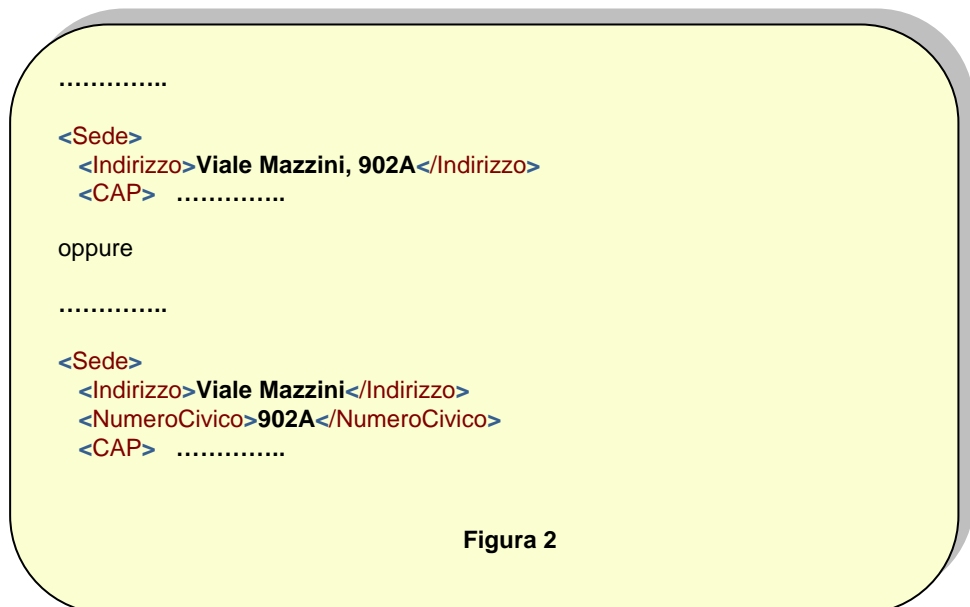 …………..
<Sede>
<Indirizzo>Viale Mazzini, 902A</Indirizzo>
<CAP> …………..
oppure
…………..
<Sede>
<Indirizzo>Viale Mazzini</Indirizzo>
<NumeroCivico>902A</NumeroCivico>
<CAP> …………..
Figura 2